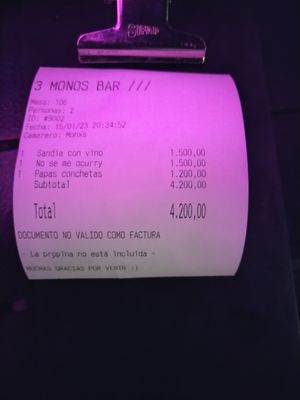 3 MONOS BAR ///
Mesa: 106
Personas: 2
ID: #9002
Fecha: 15/01/23 20:34:52
Camarero: Monxs
1 Sandia con vino 1.500,00
1 No se me ocurry 1.500,00
1 Papas conchetas 1.200,00
Subtotal 4.200,00
Total 4.200,00
DOCUMENTO NO VALIDO COMO FACTURA
- La propina no está incluida -
MUCHAS GRACIAS POR VENIR :)